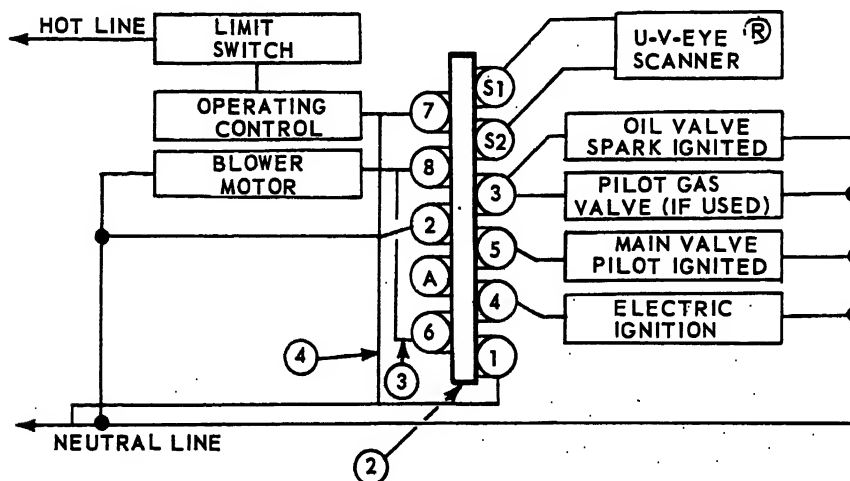 HOT LINE
LIMIT
SWITCH
OPERATING
CONTROL
BLOWER
MOTOR
7
8
2
A
6
S1
S2
3
5
4
1
U-V-EYE ®
SCANNER
OIL VALVE
SPARK IGNITED
PILOT GAS
VALVE (IF USED)
MAIN VALVE
PILOT IGNITED
ELECTRIC
IGNITION
4
3
2
NEUTRAL LINE